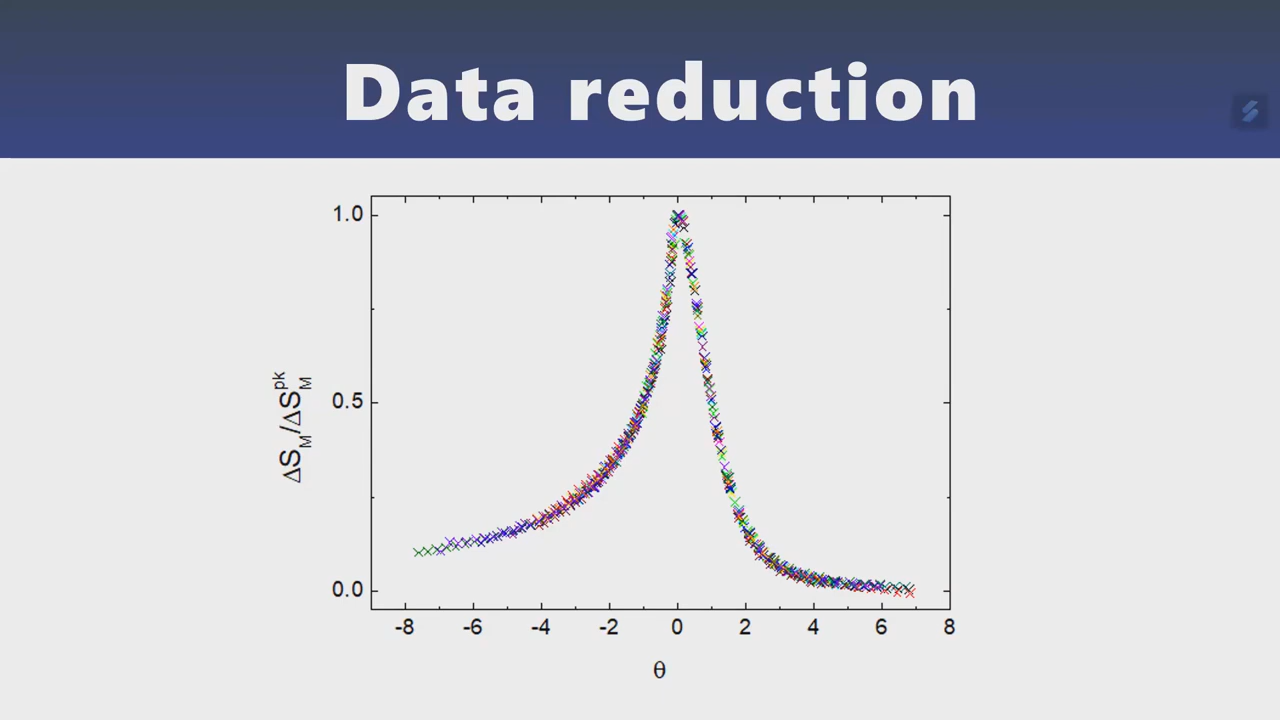 Data reduction
1.0
0.5
0.0
ΔS_M/ΔS_M^pk
-8 -6 -4 -2 0 2 4 6 8
θ